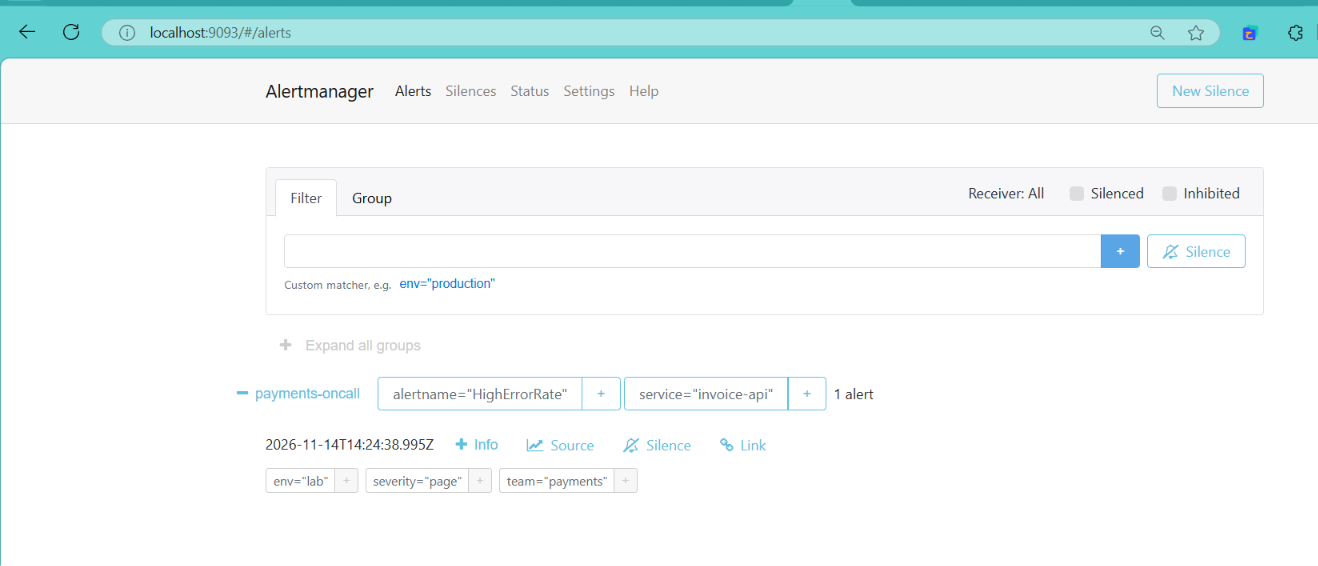 localhost:9093/#/alerts
Alertmanager Alerts Silences Status Settings Help New Silence
Filter Group Receiver: All Silenced Inhibited
+ Silence
Custom matcher, e.g. env="production"
+ Expand all groups
− payments-oncall alertname="HighErrorRate" + service="invoice-api" + 1 alert
2026-11-14T14:24:38.995Z + Info Source Silence Link
env="lab" + severity="page" + team="payments" +